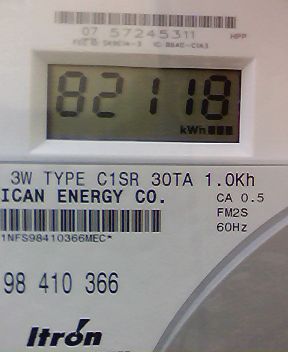 07 57245311 HPP
82118
kWh
3W TYPE C1SR 30TA 1.0Kh
ICAN ENERGY CO. CA 0.5
FM2S
60Hz
1NFS98410366MEC*
98 410 366
Itron